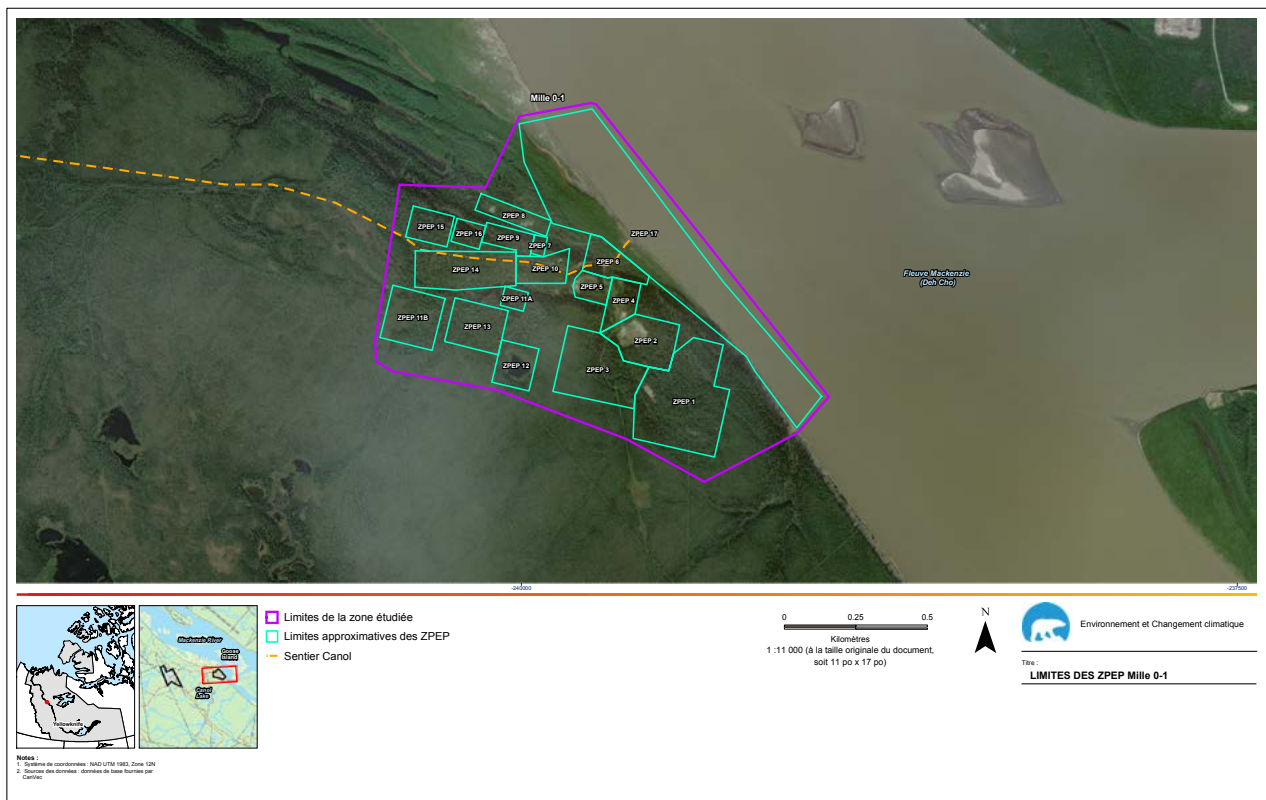 Mille 0-1
ZPEP 17
ZPEP 8
ZPEP 15
ZPEP 16
ZPEP 9
ZPEP 7
ZPEP 6
ZPEP 14
ZPEP 10
ZPEP 5
ZPEP 11A
ZPEP 4
ZPEP 11B
ZPEP 13
ZPEP 2
ZPEP 12
ZPEP 3
ZPEP 1
Fleuve Mackenzie
(Deh Cho)
-240000
-237500
Yellowknife
Mackenzie River
Goose
Island
Canol
Lake
Limites de la zone étudiée
Limites approximatives des ZPEP
Sentier Canol
0 0.25 0.5
Kilomètres
1 :11 000 (à la taille originale du document,
soit 11 po x 17 po)
N
Environnement et Changement climatique
Titre :
LIMITES DES ZPEP Mille 0-1
Notes :
1. Système de coordonnées : NAD UTM 1983, Zone 12N
2. Sources des données : données de base fournies par
CanVec